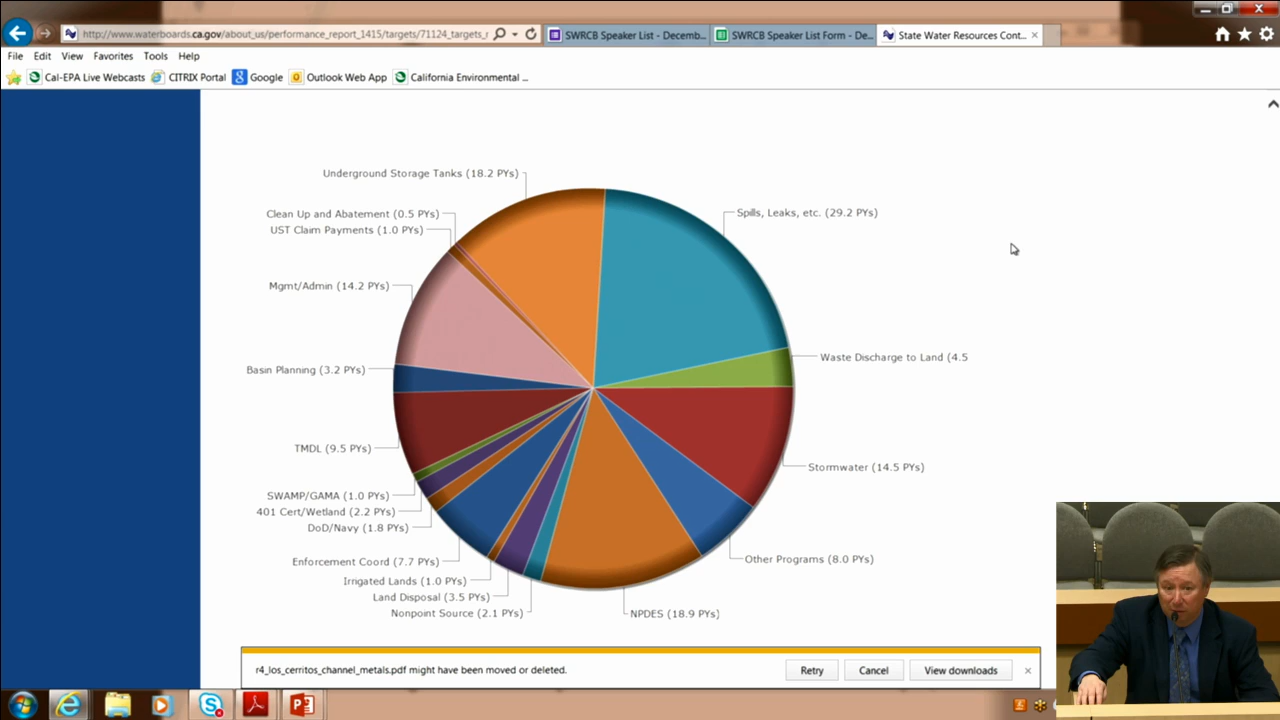 http://www.waterboards.ca.gov/about_us/performance_report_1415/targets/71124_targets_r
SWRCB Speaker List - Decemb...
SWRCB Speaker List Form - De...
State Water Resources Cont...
File Edit View Favorites Tools Help
Cal-EPA Live Webcasts CITRIX Portal Google Outlook Web App California Environmental ...
Underground Storage Tanks (18.2 PYs)
Spills, Leaks, etc. (29.2 PYs)
Clean Up and Abatement (0.5 PYs)
UST Claim Payments (1.0 PYs)
Mgmt/Admin (14.2 PYs)
Waste Discharge to Land (4.5
Basin Planning (3.2 PYs)
TMDL (9.5 PYs)
Stormwater (14.5 PYs)
SWAMP/GAMA (1.0 PYs)
401 Cert/Wetland (2.2 PYs)
DoD/Navy (1.8 PYs)
Enforcement Coord (7.7 PYs)
Other Programs (8.0 PYs)
Irrigated Lands (1.0 PYs)
Land Disposal (3.5 PYs)
Nonpoint Source (2.1 PYs)
NPDES (18.9 PYs)
r4_los_cerritos_channel_metals.pdf might have been moved or deleted.
Retry Cancel View downloads